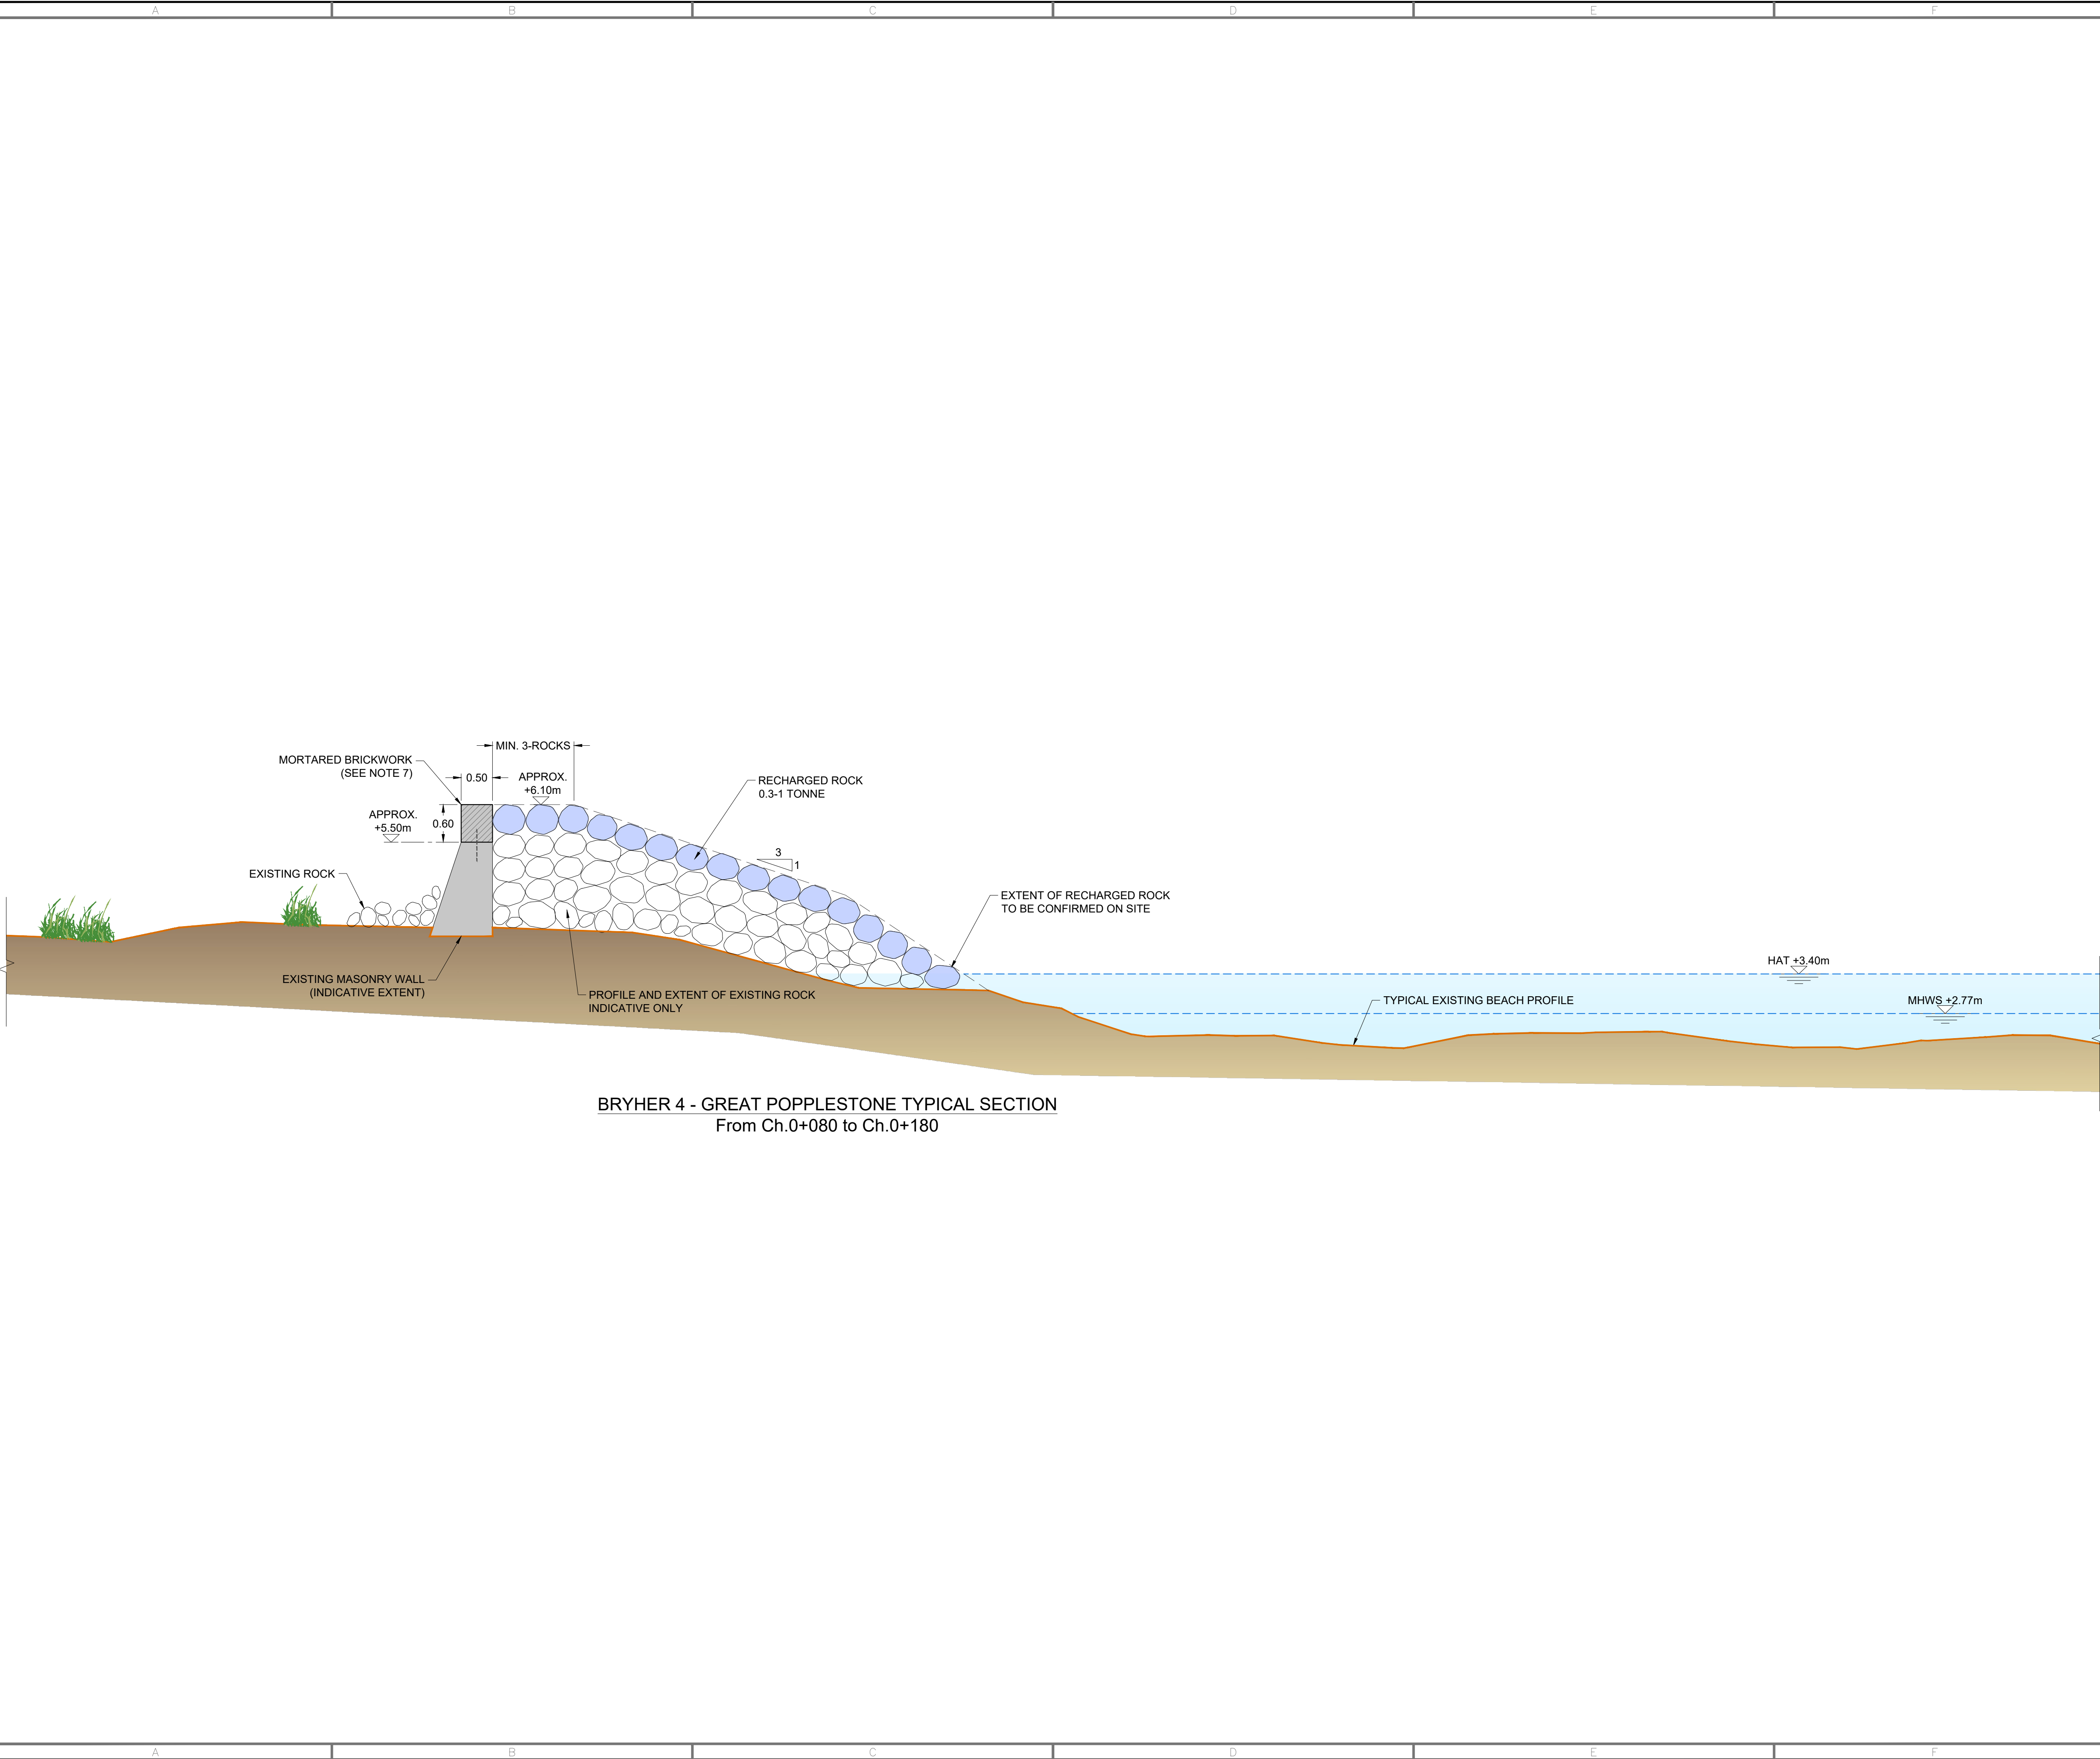 A B C D E F
MIN. 3-ROCKS
MORTARED BRICKWORK
(SEE NOTE 7)
0.50
APPROX.
+6.10m
RECHARGED ROCK
0.3-1 TONNE
APPROX.
+5.50m
0.60
3
1
EXISTING ROCK
EXTENT OF RECHARGED ROCK
TO BE CONFIRMED ON SITE
HAT +3.40m
EXISTING MASONRY WALL
(INDICATIVE EXTENT)
PROFILE AND EXTENT OF EXISTING ROCK
INDICATIVE ONLY
TYPICAL EXISTING BEACH PROFILE
MHWS +2.77m
BRYHER 4 - GREAT POPPLESTONE TYPICAL SECTION
From Ch.0+080 to Ch.0+180
A B C D E F